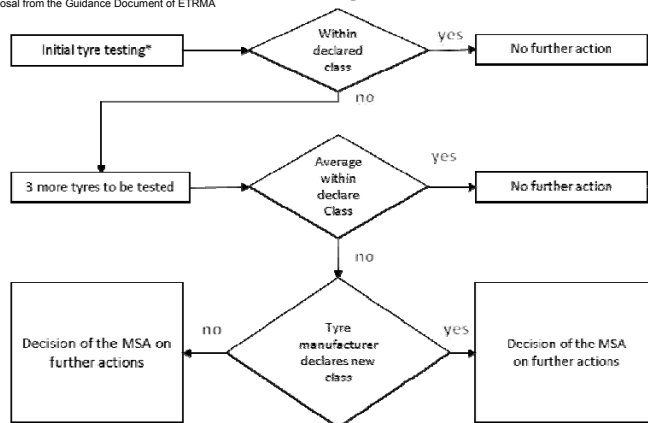 osal from the Guidance Document of ETRMA
Initial tyre testing*
Within
declared
class
yes
No further action
no
3 more tyres to be tested
Average
within
declare
Class
yes
No further action
no
Decision of the MSA on
further actions
no
Tyre
manufacturer
declares new
class
yes
Decision of the MSA
on further actions